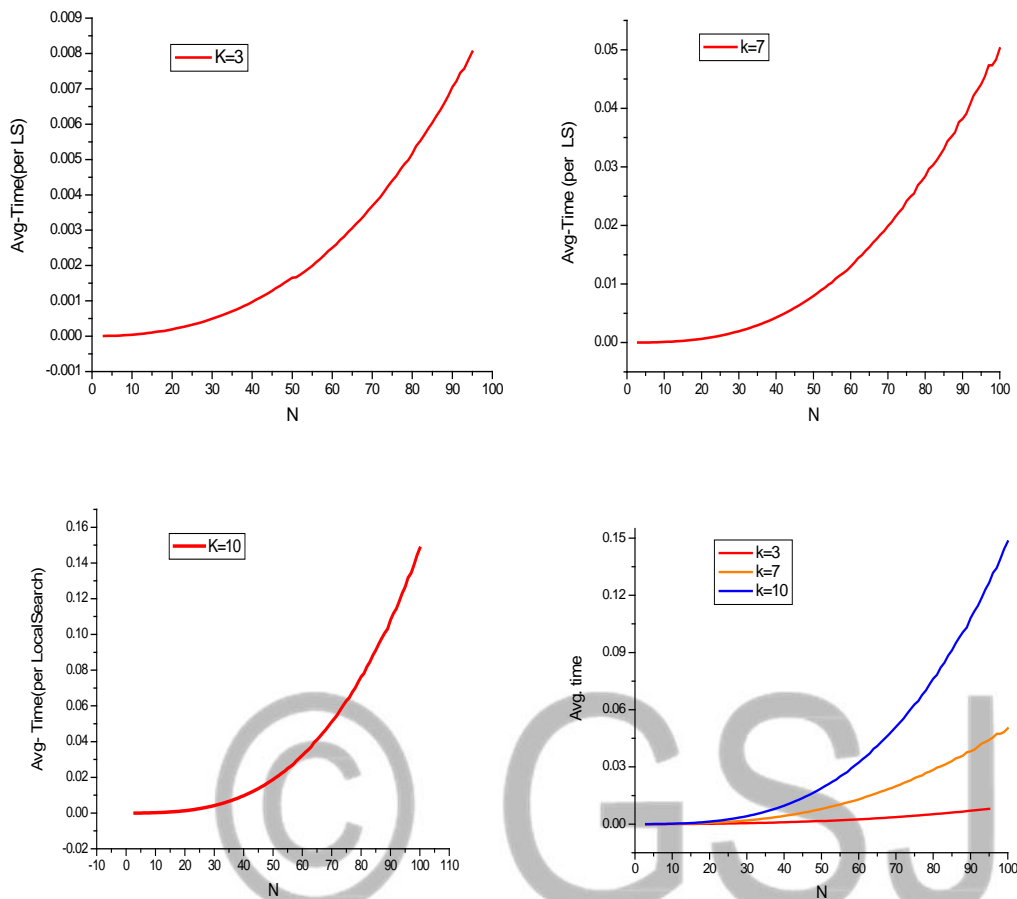 0.009
0.008
0.007
0.006
0.005
0.004
0.003
0.002
0.001
0.000
-0.001
Avg-Time(per LS)
K=3
0 10 20 30 40 50 60 70 80 90 100
N
0.05
0.04
0.03
0.02
0.01
0.00
Avg-Time (per LS)
k=7
0 10 20 30 40 50 60 70 80 90 100
N
0.16
0.14
0.12
0.10
0.08
0.06
0.04
0.02
0.00
-0.02
Avg- Time(per LocalSearch)
K=10
-10 0 10 20 30 40 50 60 70 80 90 100 110
N
0.15
0.12
0.09
0.06
0.03
0.00
Avg. time
k=3
k=7
k=10
0 10 20 30 40 50 60 70 80 90 100
N
© GSJ